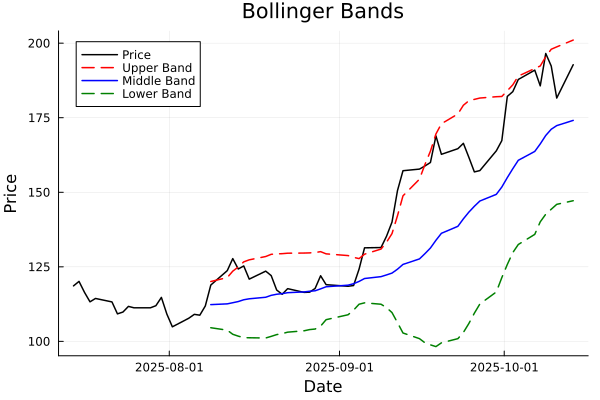 Bollinger Bands
200
175
150
125
100
Price
Price
Upper Band
Middle Band
Lower Band
2025-08-01
2025-09-01
2025-10-01
Date